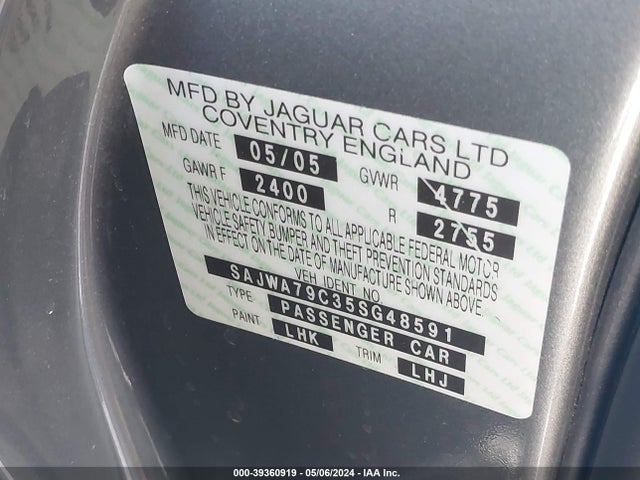 MFD BY JAGUAR CARS LTD
COVENTRY ENGLAND
MFD DATE 05/05 GVWR 4775
GAWR F 2400 R 2755
THIS VEHICLE CONFORMS TO ALL APPLICABLE FEDERAL MOTOR
VEHICLE SAFETY BUMPER AND THEFT PREVENTION STANDARDS
IN EFFECT ON THE DATE OF MANUFACTURE SHOWN ABOVE.
VEH IDENT NO.
SAJWA79C35SG48591
TYPE PASSENGER CAR
PAINT LHK TRIM LHJ
000-39360919 - 05/06/2024 - IAA Inc.